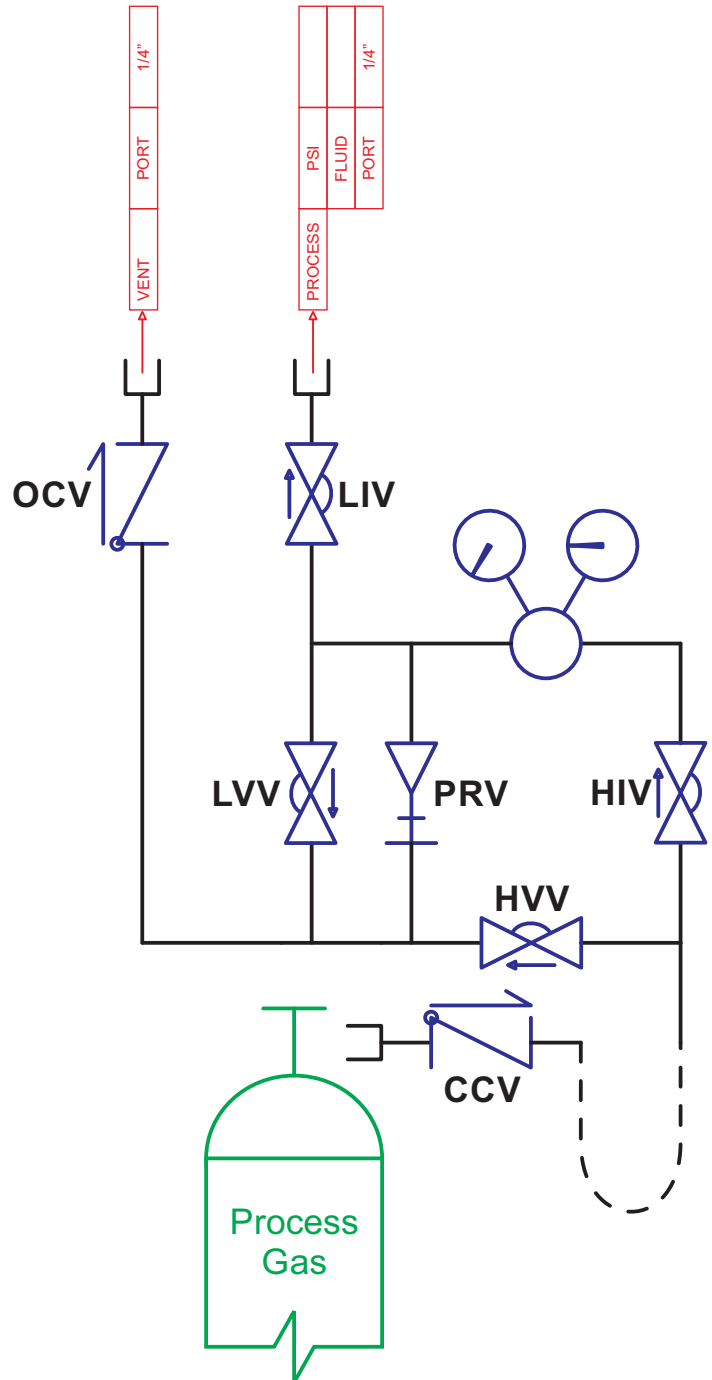 VENT PORT 1/4"
PROCESS PSI
FLUID
PORT 1/4"
OCV
LIV
LVV
PRV
HIV
HVV
CCV
Process
Gas